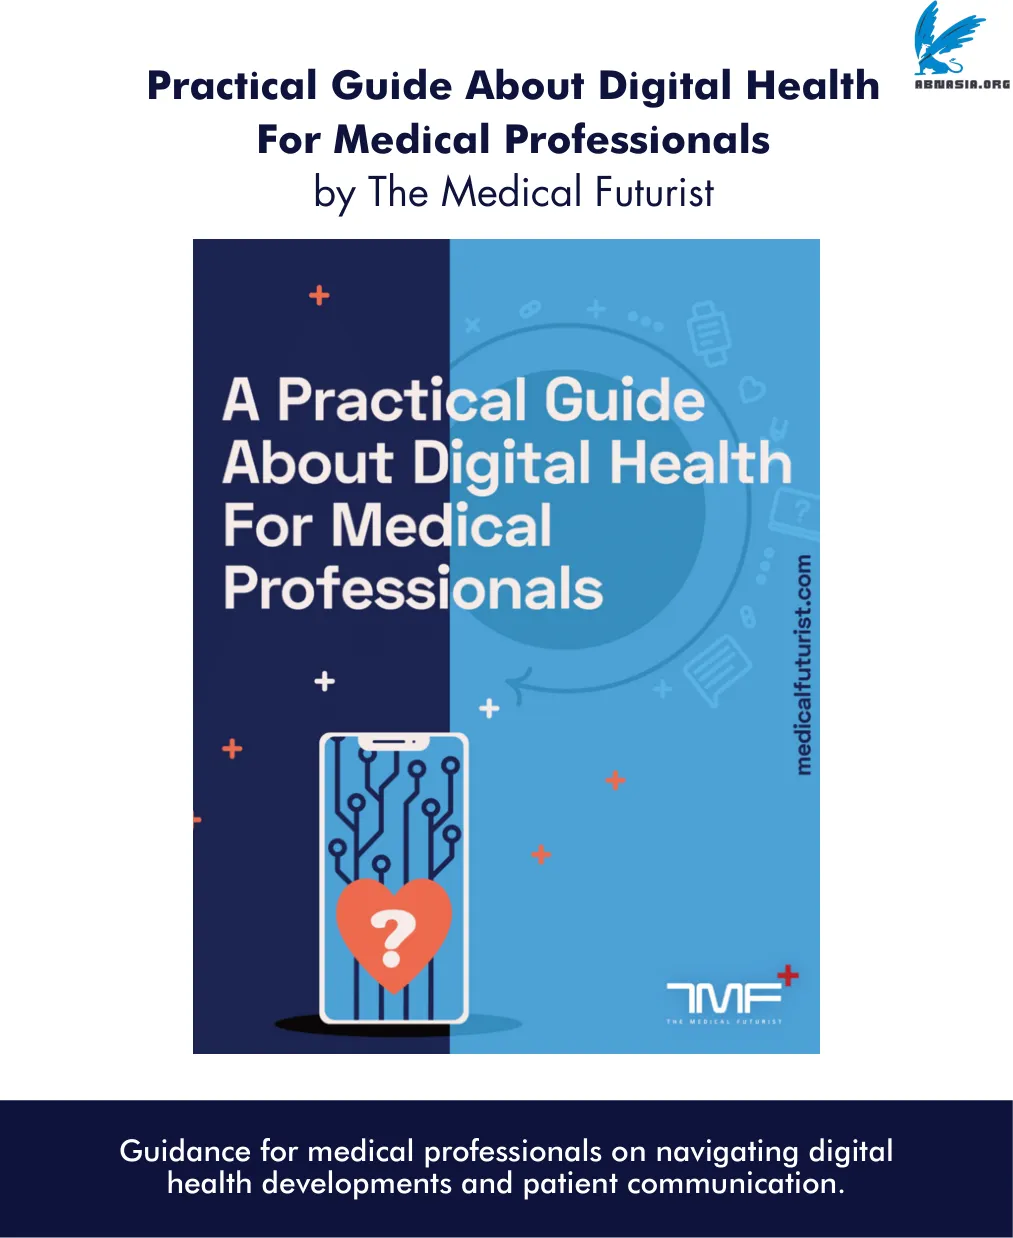 ABNASIA.ORG
Practical Guide About Digital Health
For Medical Professionals
by The Medical Futurist
A Practical Guide
About Digital Health
For Medical
Professionals
?
medicalfuturist.com
?
TMF
THE MEDICAL FUTURIST
Guidance for medical professionals on navigating digital
health developments and patient communication.